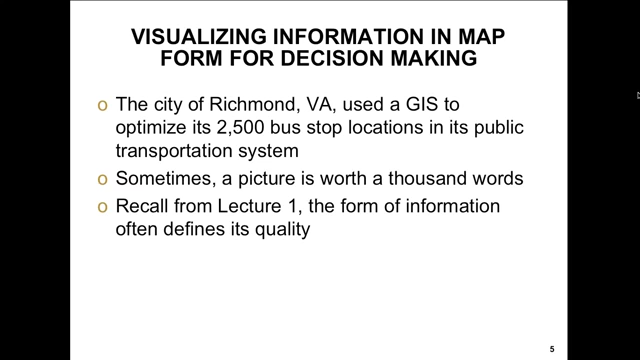 VISUALIZING INFORMATION IN MAP
FORM FOR DECISION MAKING
o The city of Richmond, VA, used a GIS to
optimize its 2,500 bus stop locations in its public
transportation system
o Sometimes, a picture is worth a thousand words
o Recall from Lecture 1, the form of information
often defines its quality
5